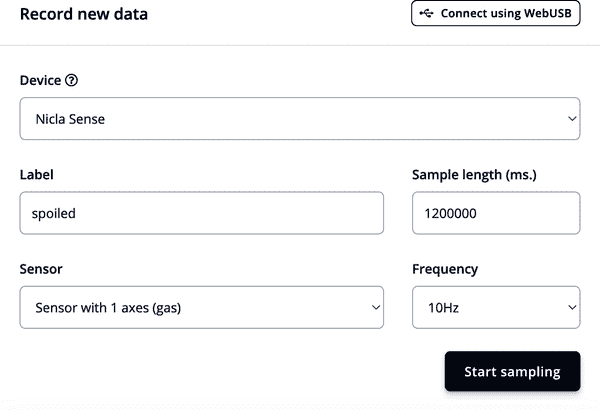 Record new data
Connect using WebUSB
Device
Nicla Sense
Label
Sample length (ms.)
spoiled
1200000
Sensor
Frequency
Sensor with 1 axes (gas)
10Hz
Start sampling